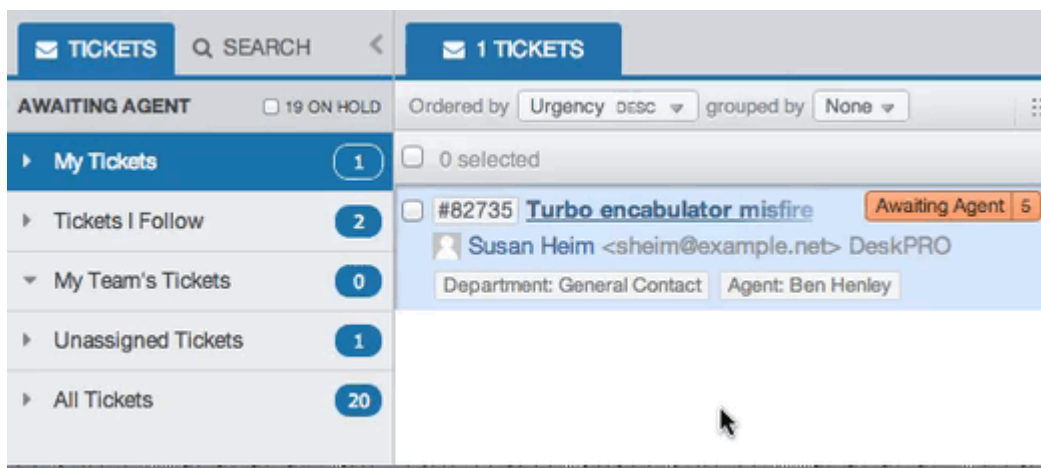 TICKETS SEARCH
AWAITING AGENT 19 ON HOLD
My Tickets 1
Tickets I Follow 2
My Team's Tickets 0
Unassigned Tickets 1
All Tickets 20
1 TICKETS
Ordered by Urgency DESC grouped by None
0 selected
#82735 Turbo encabulator misfire Awaiting Agent 5
Susan Heim <sheim@example.net> DeskPRO
Department: General Contact Agent: Ben Henley